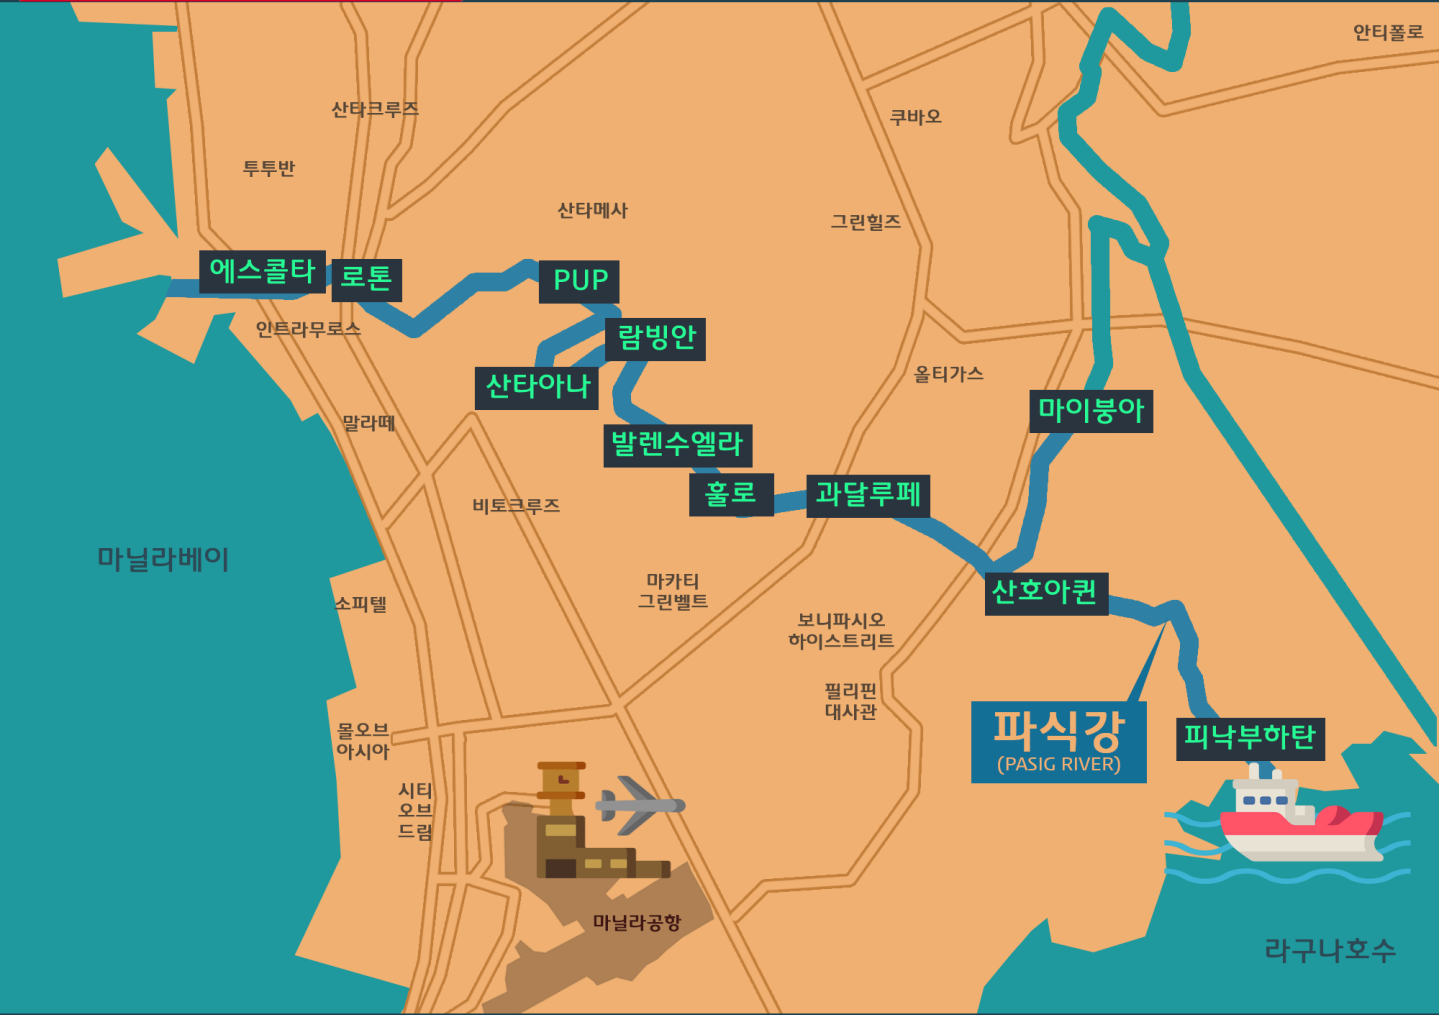 안티폴로
산타크루즈
쿠바오
투투반
산타메사
그린힐즈
에스콜타
로톤
PUP
인트라무로스
람빙안
산타아나
올티가스
마이붕아
말라떼
발렌수엘라
훌로
과달루페
비토크루즈
마닐라베이
마카티
그린벨트
산호아퀸
소피텔
보니파시오
하이스트리트
필리핀
대사관
파식강
(PASIG RIVER)
피낙부하탄
몰오브
아시아
시티
오브
드림
마닐라공항
라구나호수